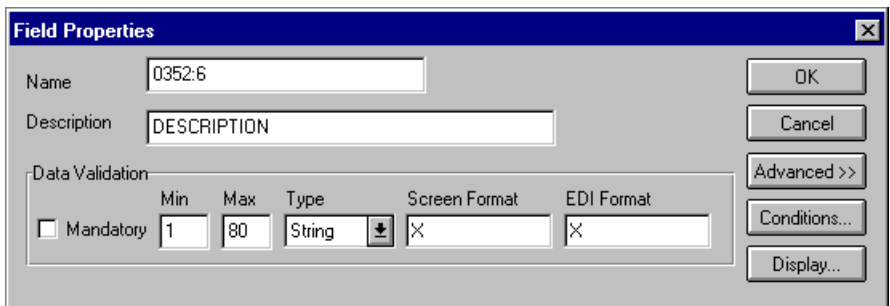 Field Properties
Name 0352:6 OK
Description DESCRIPTION Cancel
Data Validation Advanced >>
Min Max Type Screen Format EDI Format
Mandatory 1 80 String X X Conditions...
Display...